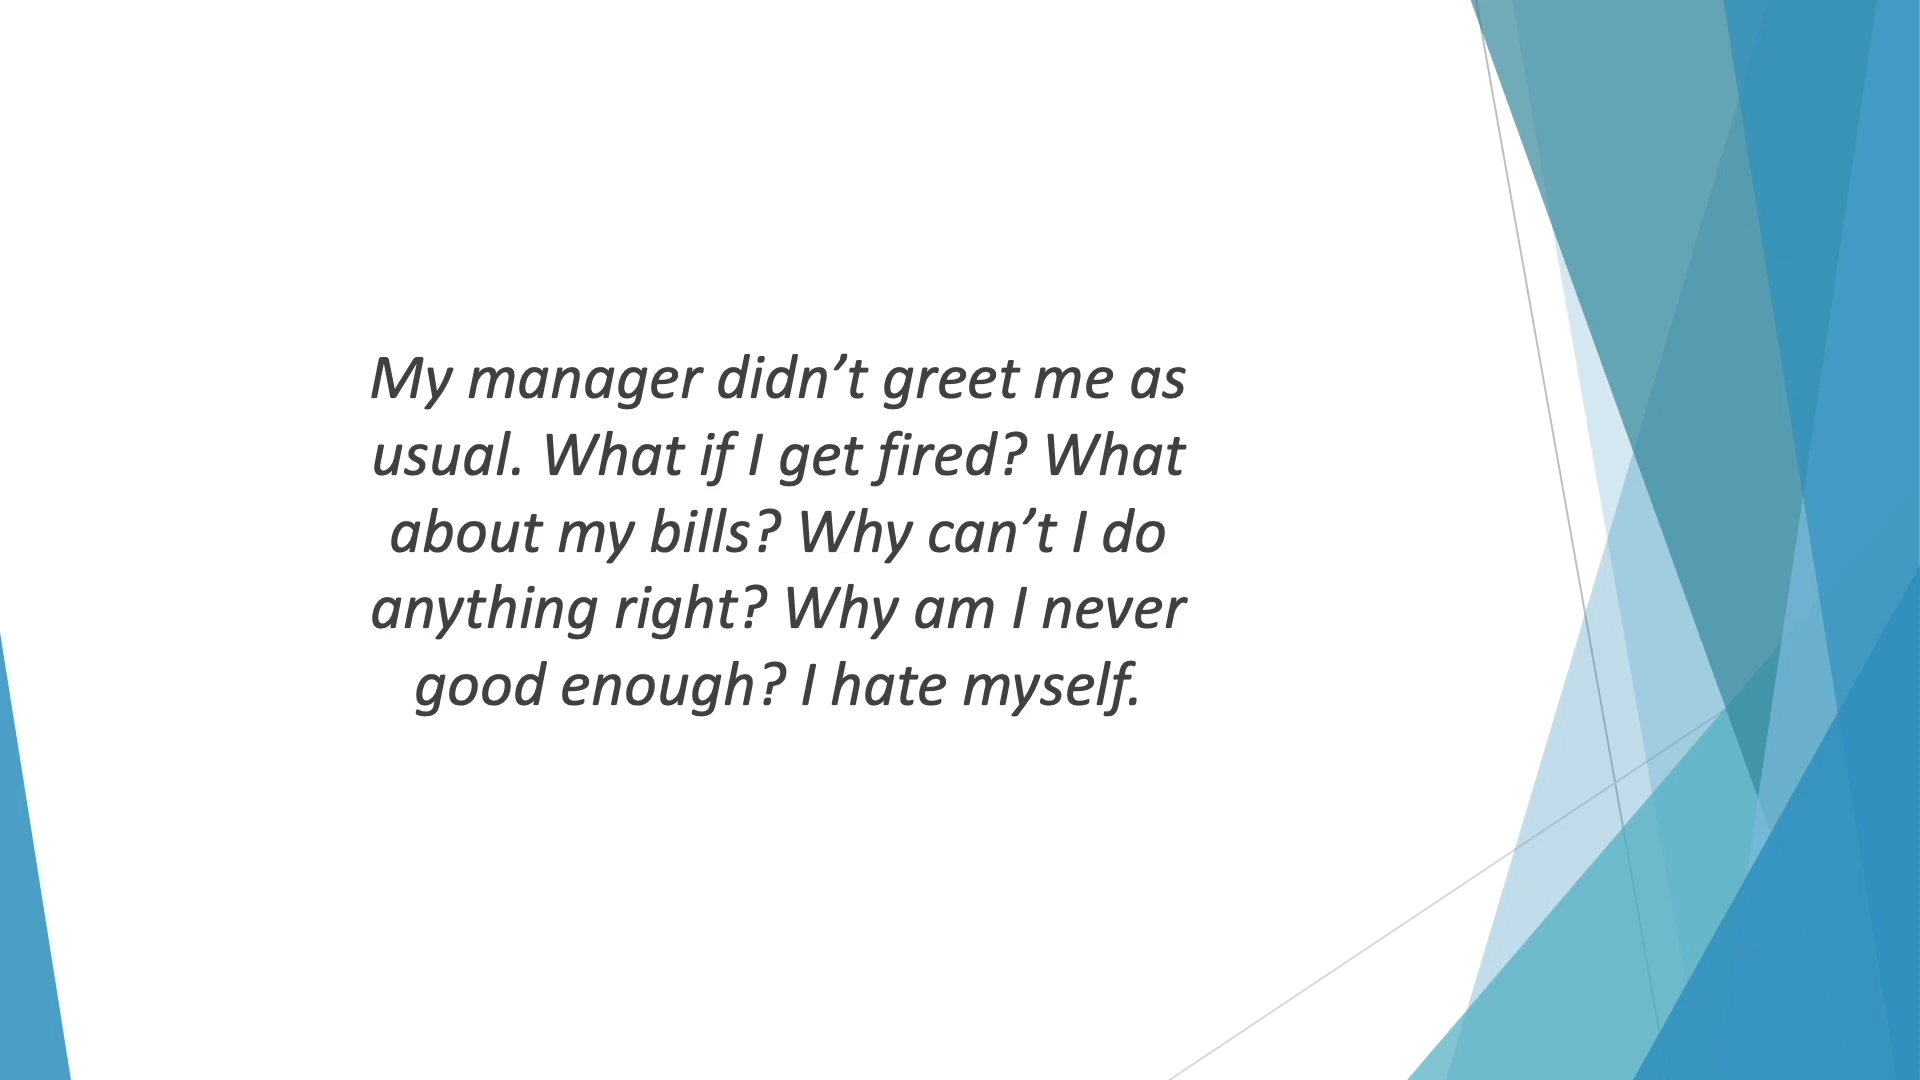 My manager didn’t greet me as
usual. What if I get fired? What
about my bills? Why can’t I do
anything right? Why am I never
good enough? I hate myself.